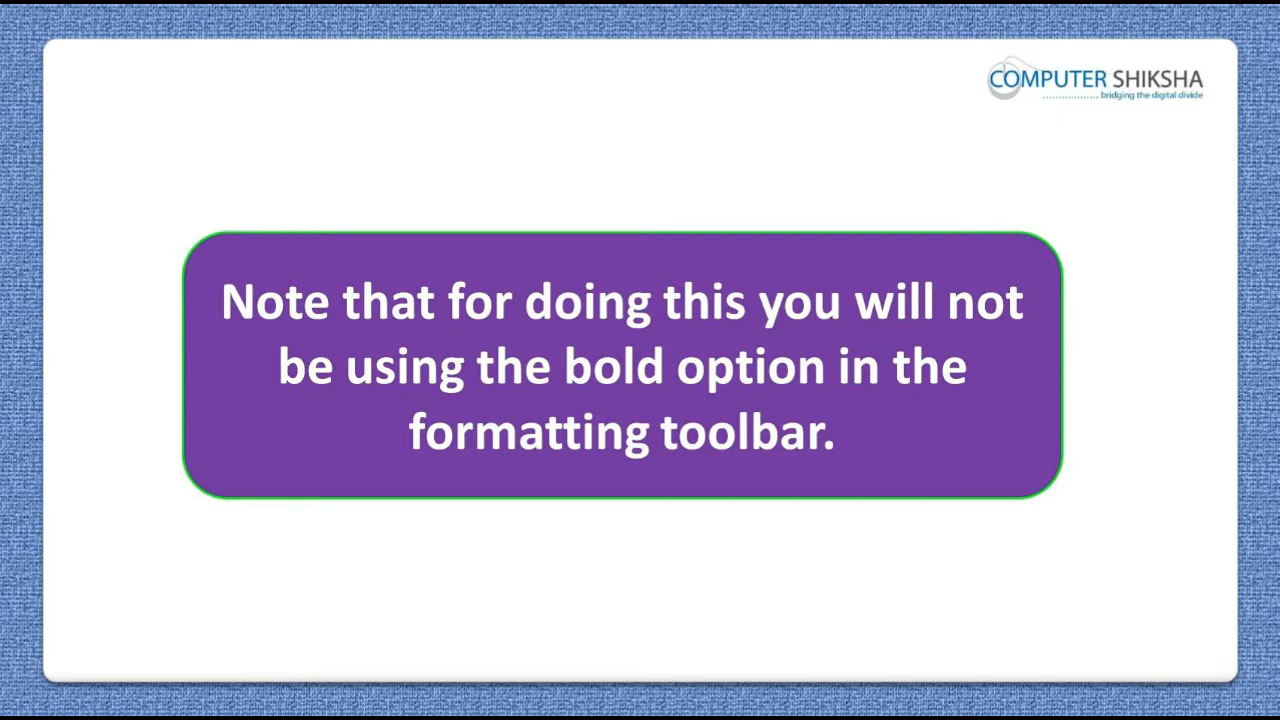 COMPUTER SHIKSHA
bridging the digital divide
Note that for doing this you will not
be using the bold option in the
formatting toolbar.